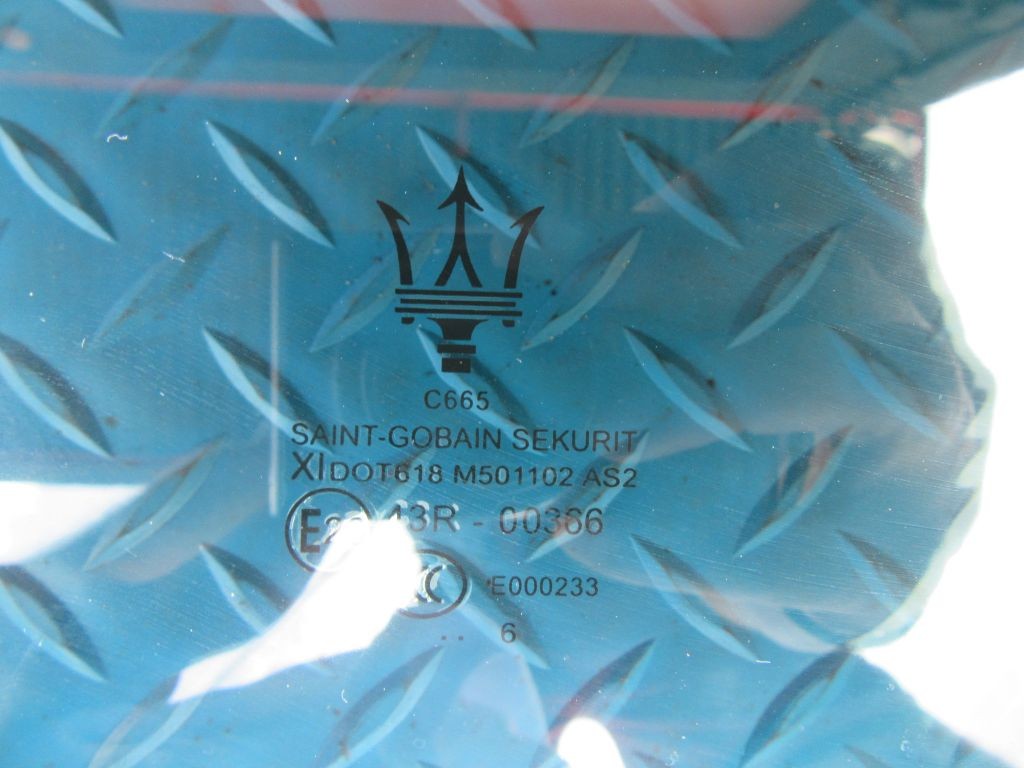 C665
SAINT-GOBAIN SEKURIT
XI DOT618 M501102 AS2
43R - 00366
E000233
.. 6